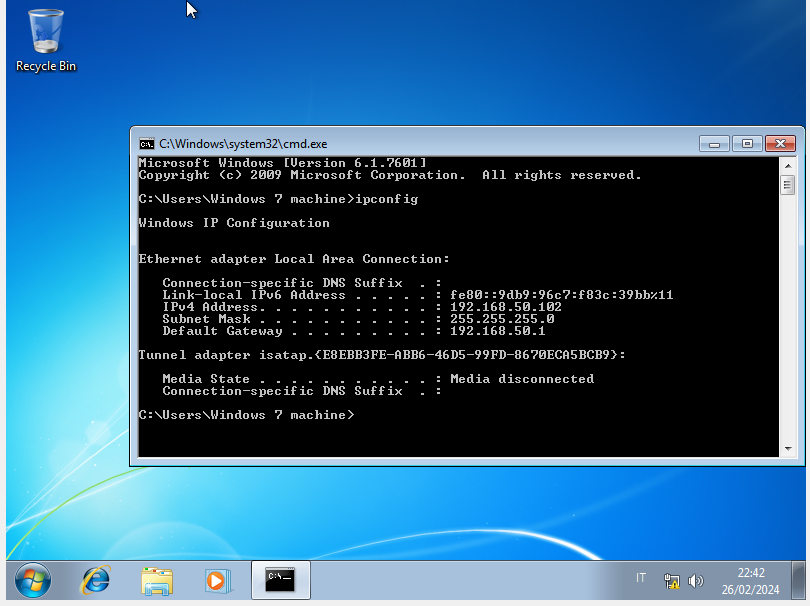 Recycle Bin
C:\Windows\system32\cmd.exe
Microsoft Windows [Version 6.1.7601]
Copyright (c) 2009 Microsoft Corporation.  All rights reserved.
C:\Users\Windows 7 machine>ipconfig
Windows IP Configuration
Ethernet adapter Local Area Connection:
Connection-specific DNS Suffix  . :
Link-local IPv6 Address . . . . . : fe80::9db9:96c7:f83c:39bb%11
IPv4 Address. . . . . . . . . . . : 192.168.50.102
Subnet Mask . . . . . . . . . . . : 255.255.255.0
Default Gateway . . . . . . . . . : 192.168.50.1
Tunnel adapter isatap.{E8EBB3FE-ABB6-46D5-99FD-8670ECA5BCB9}:
Media State . . . . . . . . . . . : Media disconnected
Connection-specific DNS Suffix  . :
C:\Users\Windows 7 machine>
IT
22:42
26/02/2024